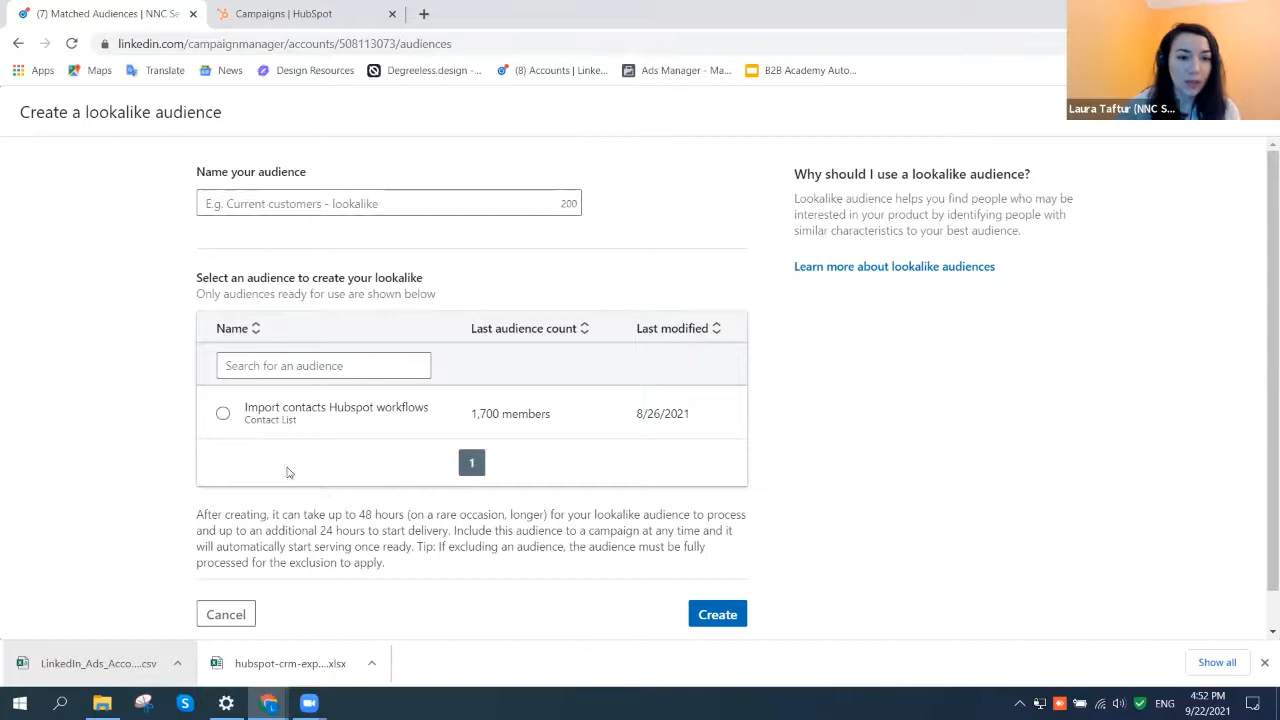 (7) Matched Audiences | NNC Se
Campaigns | HubSpot
linkedin.com/campaignmanager/accounts/508113073/audiences
Apps
Maps
Translate
News
Design Resources
Degreeless.design -...
(8) Accounts | Linke...
Ads Manager - Ma...
B2B Academy Auto...
Laura Taftur (NNC S...
Create a lookalike audience
Name your audience
E.g. Current customers - lookalike
200
Select an audience to create your lookalike
Only audiences ready for use are shown below
Name
Last audience count
Last modified
Search for an audience
Import contacts Hubspot workflows
Contact List
1,700 members
8/26/2021
1
After creating, it can take up to 48 hours (on a rare occasion, longer) for your lookalike audience to process
and up to an additional 24 hours to start delivery. Include this audience to a campaign at any time and it
will automatically start serving once ready. Tip: If excluding an audience, the audience must be fully
processed for the exclusion to apply.
Cancel
Create
Why should I use a lookalike audience?
Lookalike audience helps you find people who may be
interested in your product by identifying people with
similar characteristics to your best audience.
Learn more about lookalike audiences
LinkedIn_Ads_Acco....csv
hubspot-crm-exp....xlsx
Show all
ENG
4:52 PM
9/22/2021